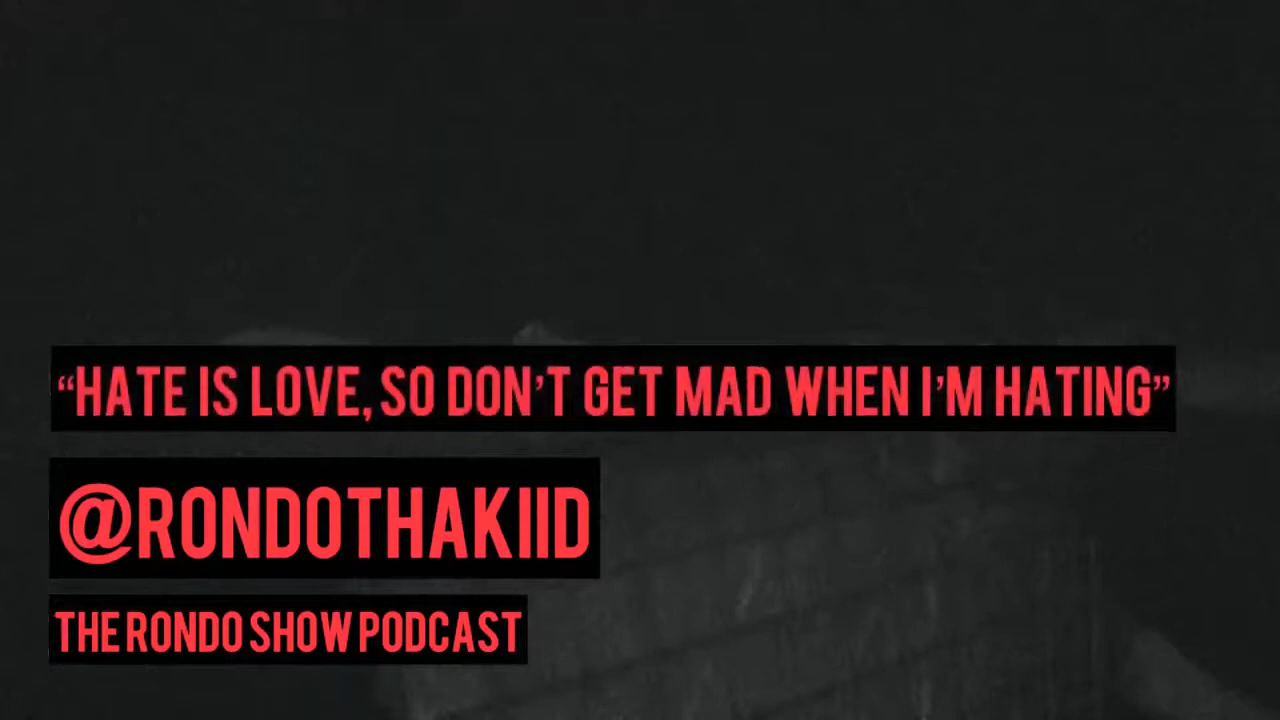 “HATE IS LOVE, SO DON’T GET MAD WHEN I’M HATING”
@RONDOTHAKIID
THE RONDO SHOW PODCAST